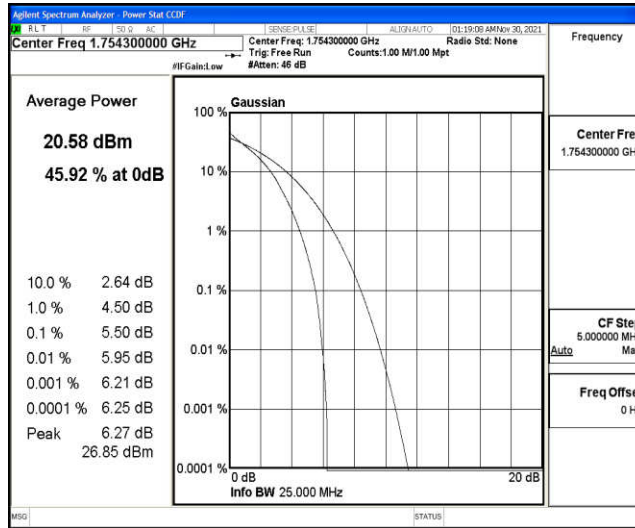 Agilent Spectrum Analyzer - Power Stat CCDF
RLT RF 50 Ω AC SENSE:PULSE ALIGN AUTO 01:19:08 AM Nov 30, 2021
Center Freq 1.754300000 GHz
Center Freq: 1.754300000 GHz Radio Std: None
Trig: Free Run Counts:1.00 M/1.00 Mpt
#IFGain:Low #Atten: 46 dB
Frequency
Average Power
20.58 dBm
45.92 % at 0dB
10.0 % 2.64 dB
1.0 % 4.50 dB
0.1 % 5.50 dB
0.01 % 5.95 dB
0.001 % 6.21 dB
0.0001 % 6.25 dB
Peak 6.27 dB
26.85 dBm
Gaussian
100 %
10 %
1 %
0.1 %
0.01 %
0.001 %
0.0001 %
0 dB 20 dB
Info BW 25.000 MHz
Center Fre
1.754300000 GH
CF Ste
5.000000 MH
Auto Ma
Freq Offse
0 H
MSG STATUS